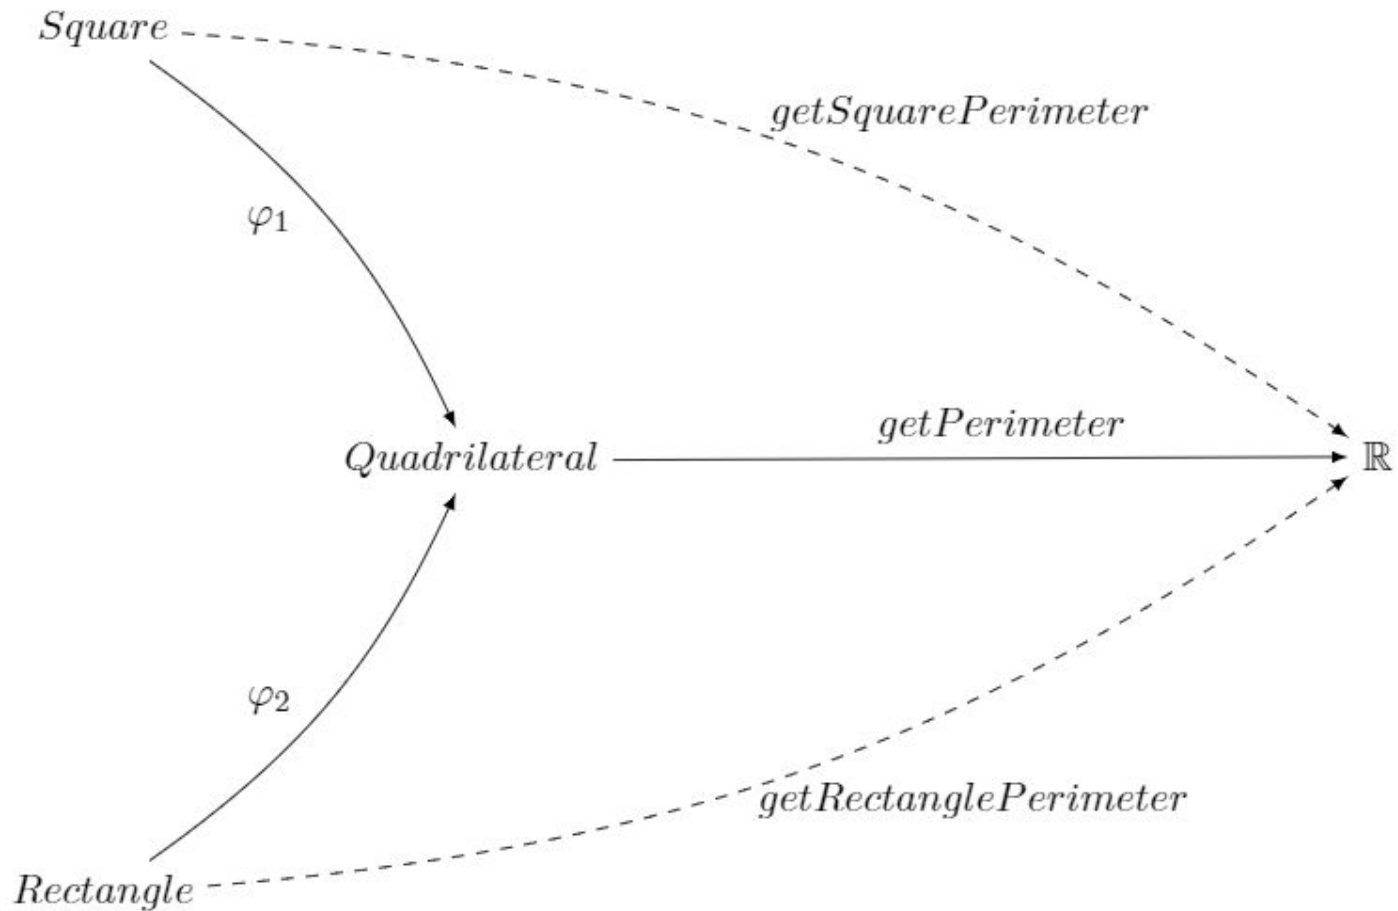 Square
getSquarePerimeter
φ₁
getPerimeter
Quadrilateral
ℝ
φ₂
getRectanglePerimeter
Rectangle